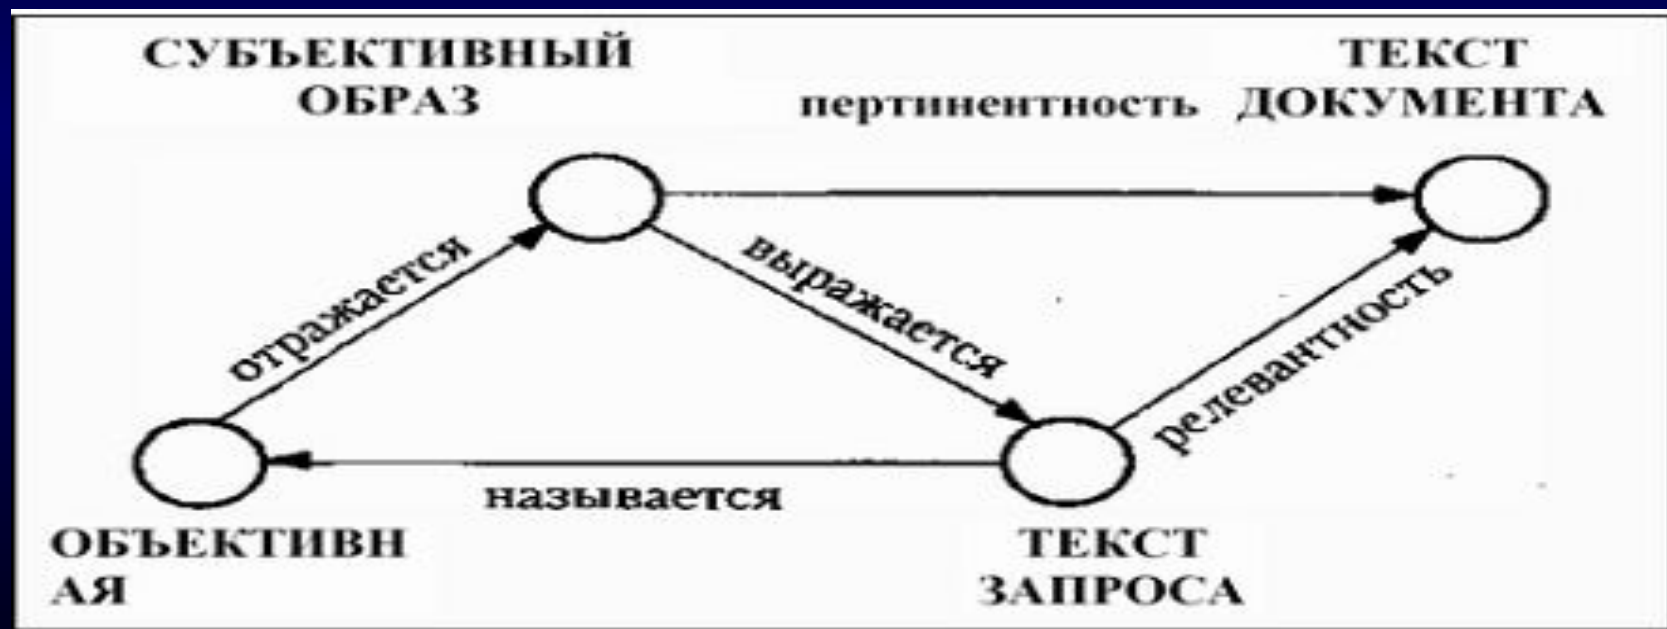 СУБЪЕКТИВНЫЙ
ОБРАЗ
пертинентность
ТЕКСТ
ДОКУМЕНТА
отражается
выражается
релевантность
называется
ОБЪЕКТИВН
АЯ
ТЕКСТ
ЗАПРОСА